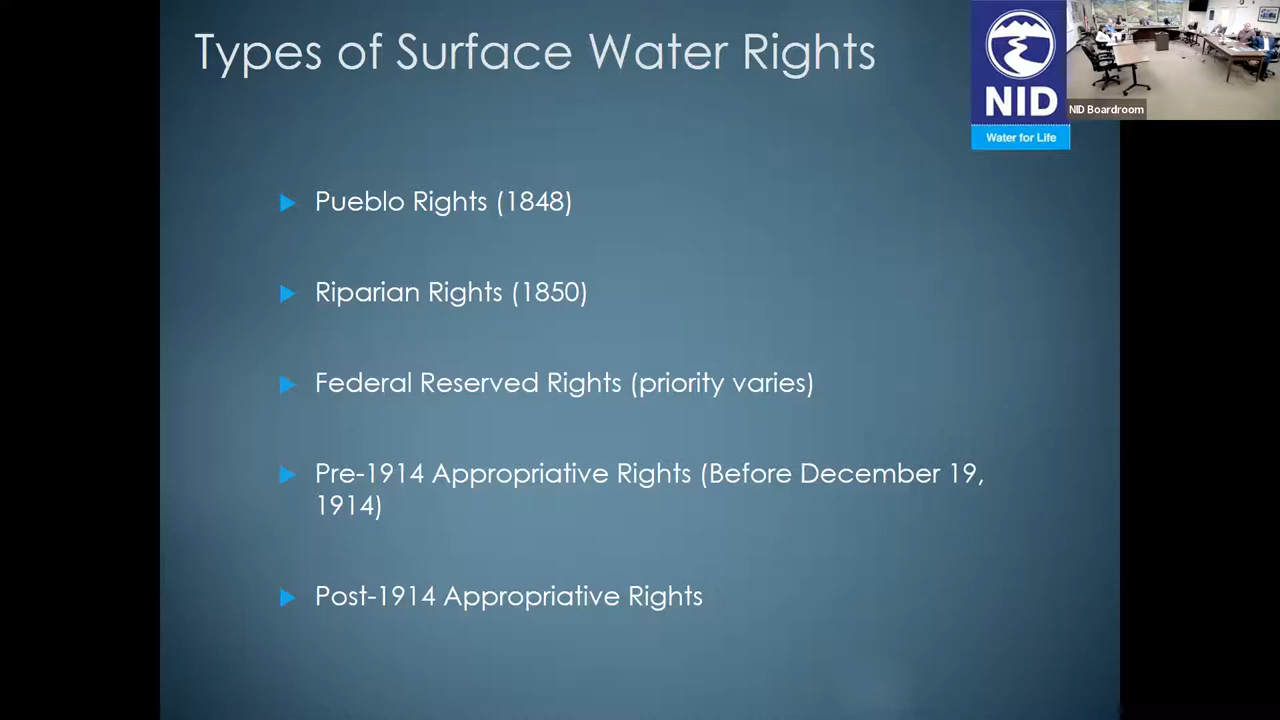 Types of Surface Water Rights
NID
Water for Life
NID Boardroom
Pueblo Rights (1848)
Riparian Rights (1850)
Federal Reserved Rights (priority varies)
Pre-1914 Appropriative Rights (Before December 19,
1914)
Post-1914 Appropriative Rights